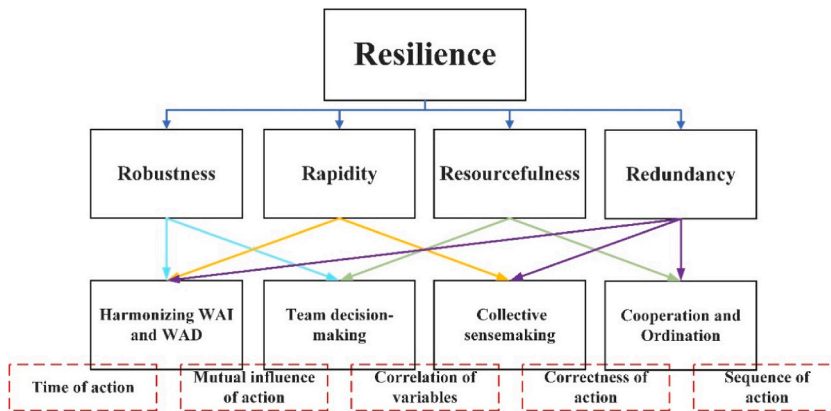 Resilience
Robustness
Rapidity
Resourcefulness
Redundancy
Harmonizing WAI
and WAD
Team decision-
making
Collective
sensemaking
Cooperation and
Ordination
Time of action
Mutual influence
of action
Correlation of
variables
Correctness of
action
Sequence of
action